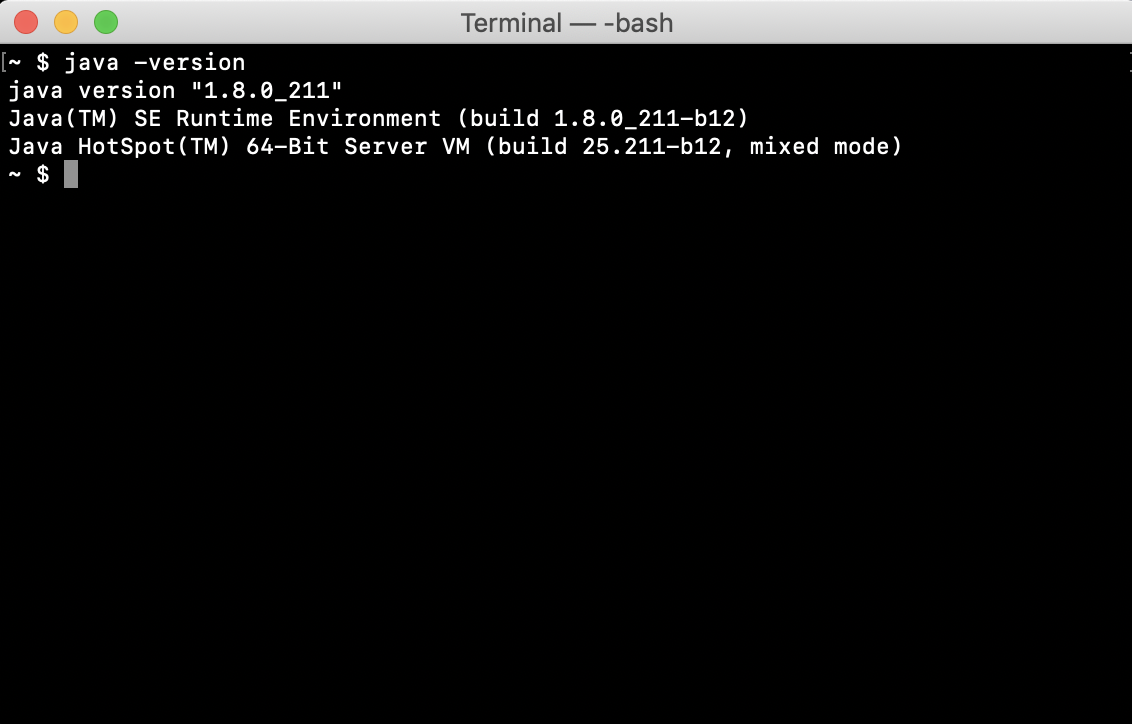 Terminal — -bash
[~ $ java -version
java version "1.8.0_211"
Java(TM) SE Runtime Environment (build 1.8.0_211-b12)
Java HotSpot(TM) 64-Bit Server VM (build 25.211-b12, mixed mode)
~ $